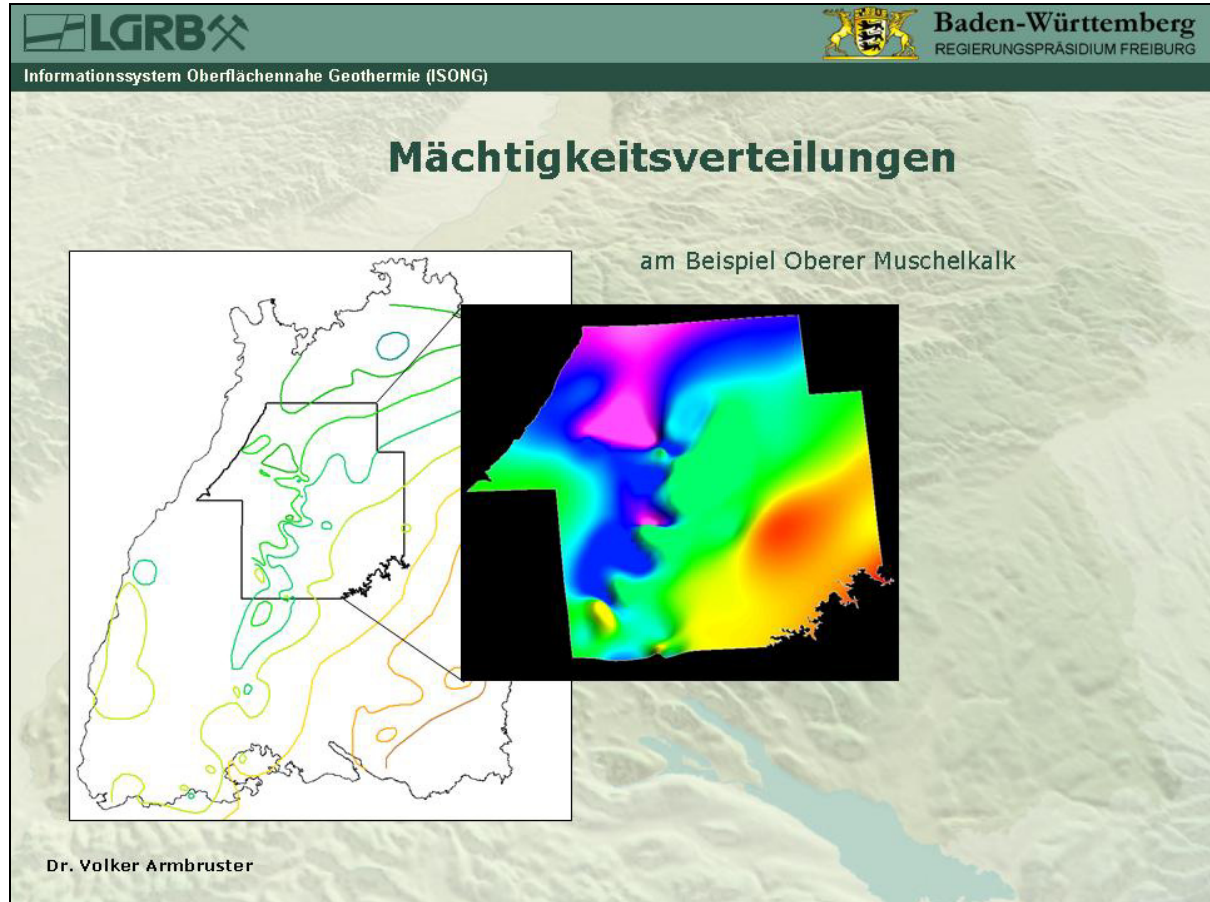 LGRB
Baden-Württemberg
REGIERUNGSPRÄSIDIUM FREIBURG
Informationssystem Oberflächennahe Geothermie (ISONG)
Mächtigkeitsverteilungen
am Beispiel Oberer Muschelkalk
Dr. Volker Armbruster